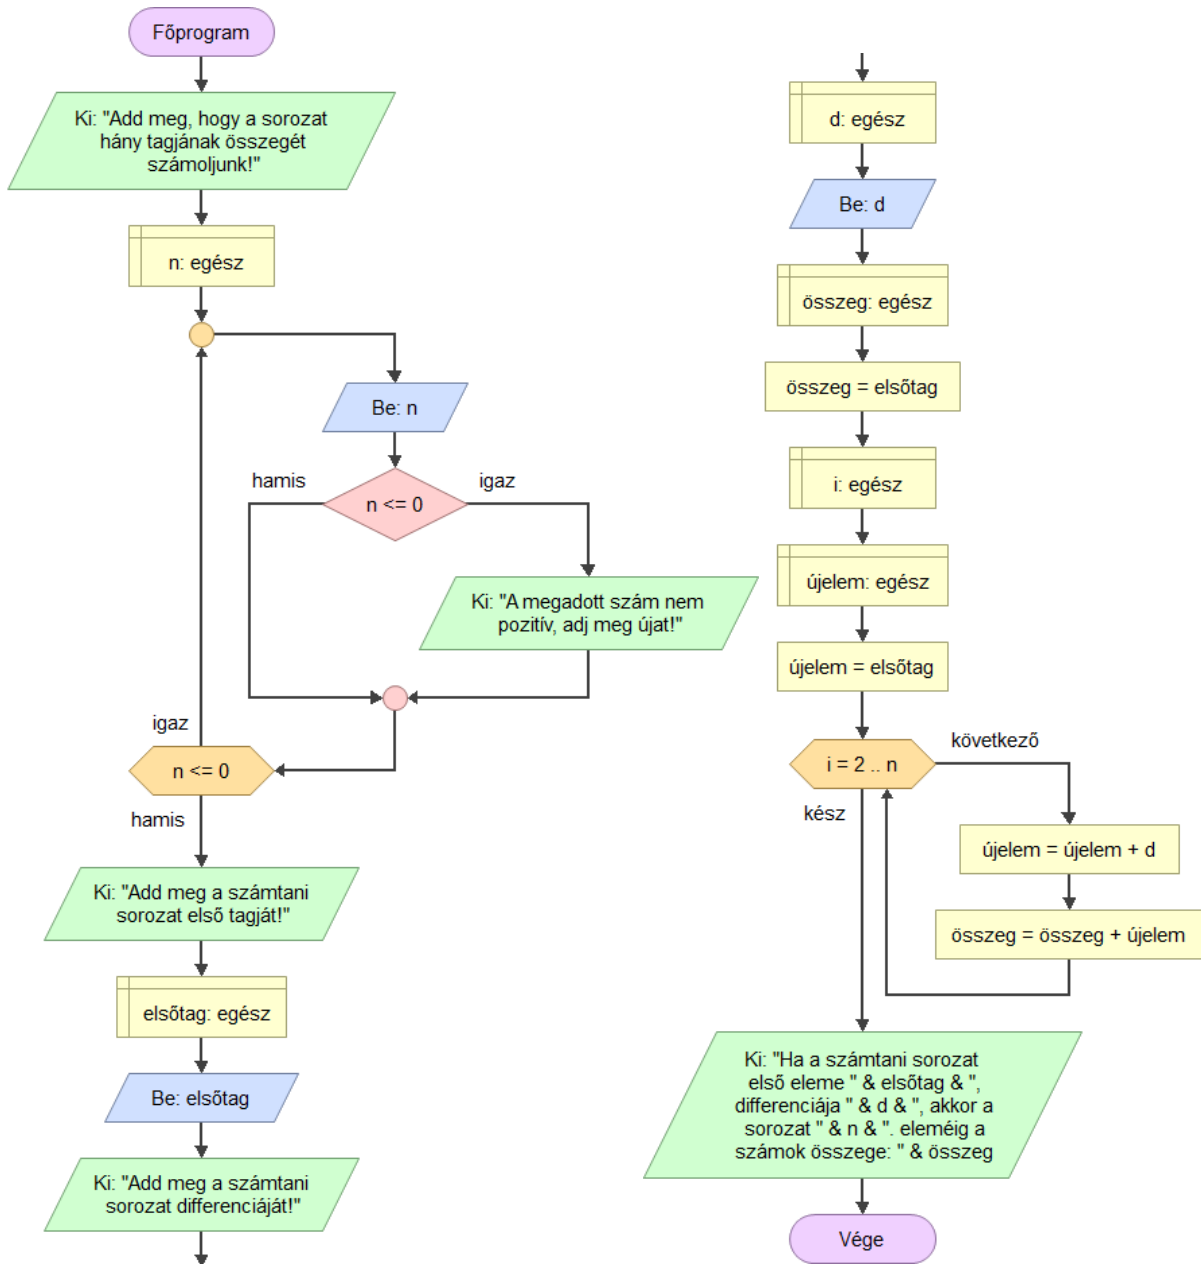 Főprogram
Ki: "Add meg, hogy a sorozat
hány tagjának összegét
számoljunk!"
n: egész
Be: n
hamis
igaz
n <= 0
Ki: "A megadott szám nem
pozitív, adj meg újat!"
igaz
n <= 0
hamis
Ki: "Add meg a számtani
sorozat első tagját!"
elsőtag: egész
Be: elsőtag
Ki: "Add meg a számtani
sorozat differenciáját!"
d: egész
Be: d
összeg: egész
összeg = elsőtag
i: egész
újelem: egész
újelem = elsőtag
következő
i = 2 .. n
kész
újelem = újelem + d
összeg = összeg + újelem
Ki: "Ha a számtani sorozat
első eleme " & elsőtag & ",
differenciája " & d & ", akkor a
sorozat " & n & ". eleméig a
számok összege: " & összeg
Vége